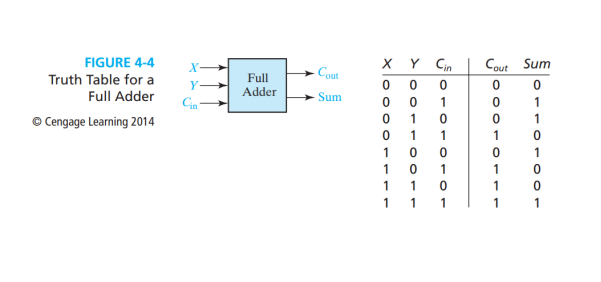 FIGURE 4-4
Truth Table for a
Full Adder
© Cengage Learning 2014
X
Y
Cin
Full
Adder
Cout
Sum
X Y Cin Cout Sum
0 0 0 0 0
0 0 1 0 1
0 1 0 0 1
0 1 1 1 0
1 0 0 0 1
1 0 1 1 0
1 1 0 1 0
1 1 1 1 1